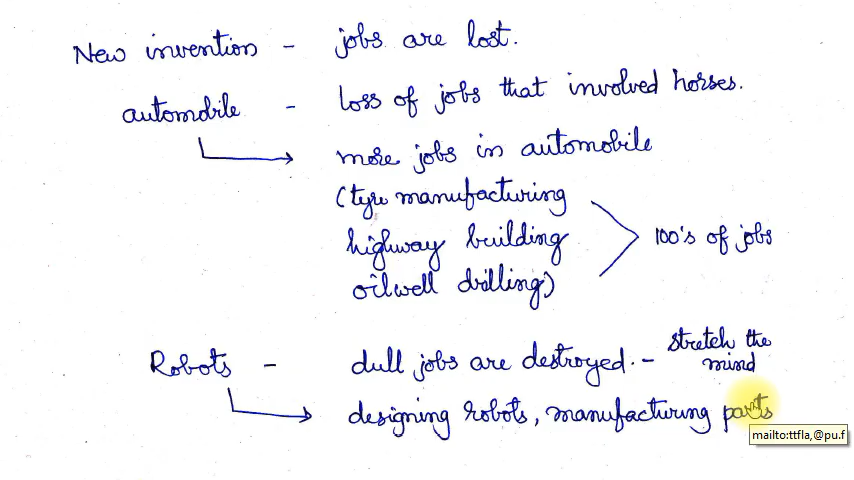 New invention - jobs are lost.
automobile - loss of jobs that involved horses.
more jobs in automobile
(tyre manufacturing
highway building
oilwell drilling)
100's of jobs
Robots - dull jobs are destroyed. - stretch the mind
designing robots, manufacturing parts
mailto:ttfla,@pu.f